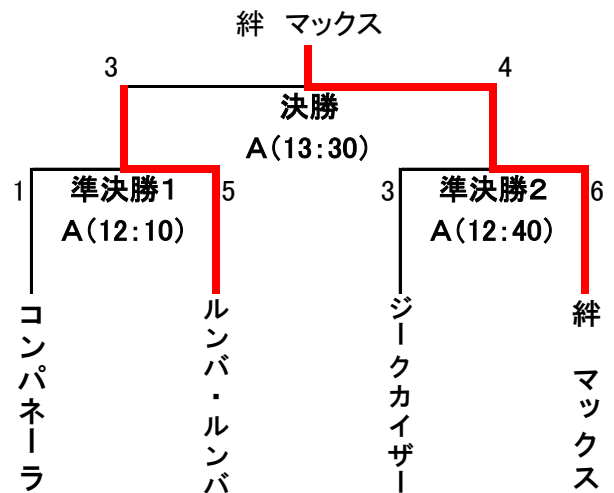 絆　マックス
3
4
決勝
A(13:30)
1
準決勝1
5
3
準決勝2
6
A(12:10)
A(12:40)
コンパネーラ
ルンバ・ルンバ
ジークカイザー
絆　マックス